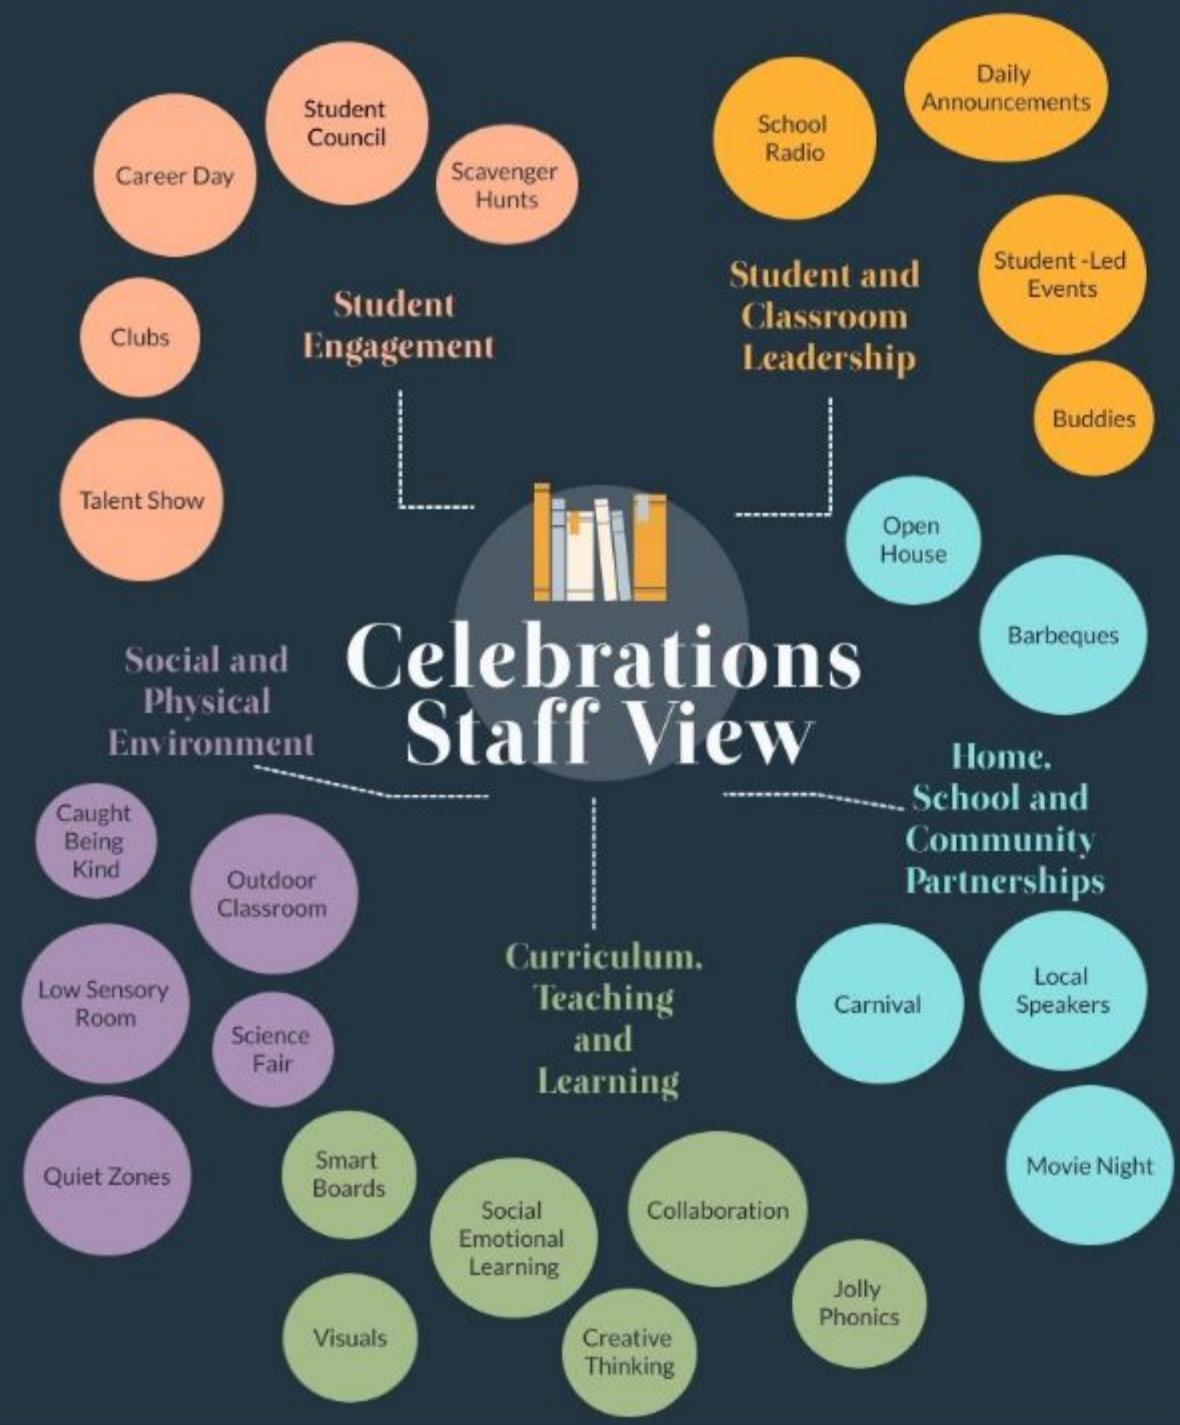 Student
Council
Career Day
Scavenger
Hunts
Clubs
Talent Show
Student
Engagement
School
Radio
Daily
Announcements
Student -Led
Events
Buddies
Student and
Classroom
Leadership
Celebrations
Staff View
Open
House
Barbeques
Home,
School and
Community
Partnerships
Carnival
Local
Speakers
Movie Night
Social and
Physical
Environment
Caught
Being
Kind
Outdoor
Classroom
Low Sensory
Room
Science
Fair
Quiet Zones
Curriculum,
Teaching
and
Learning
Smart
Boards
Social
Emotional
Learning
Collaboration
Jolly
Phonics
Visuals
Creative
Thinking